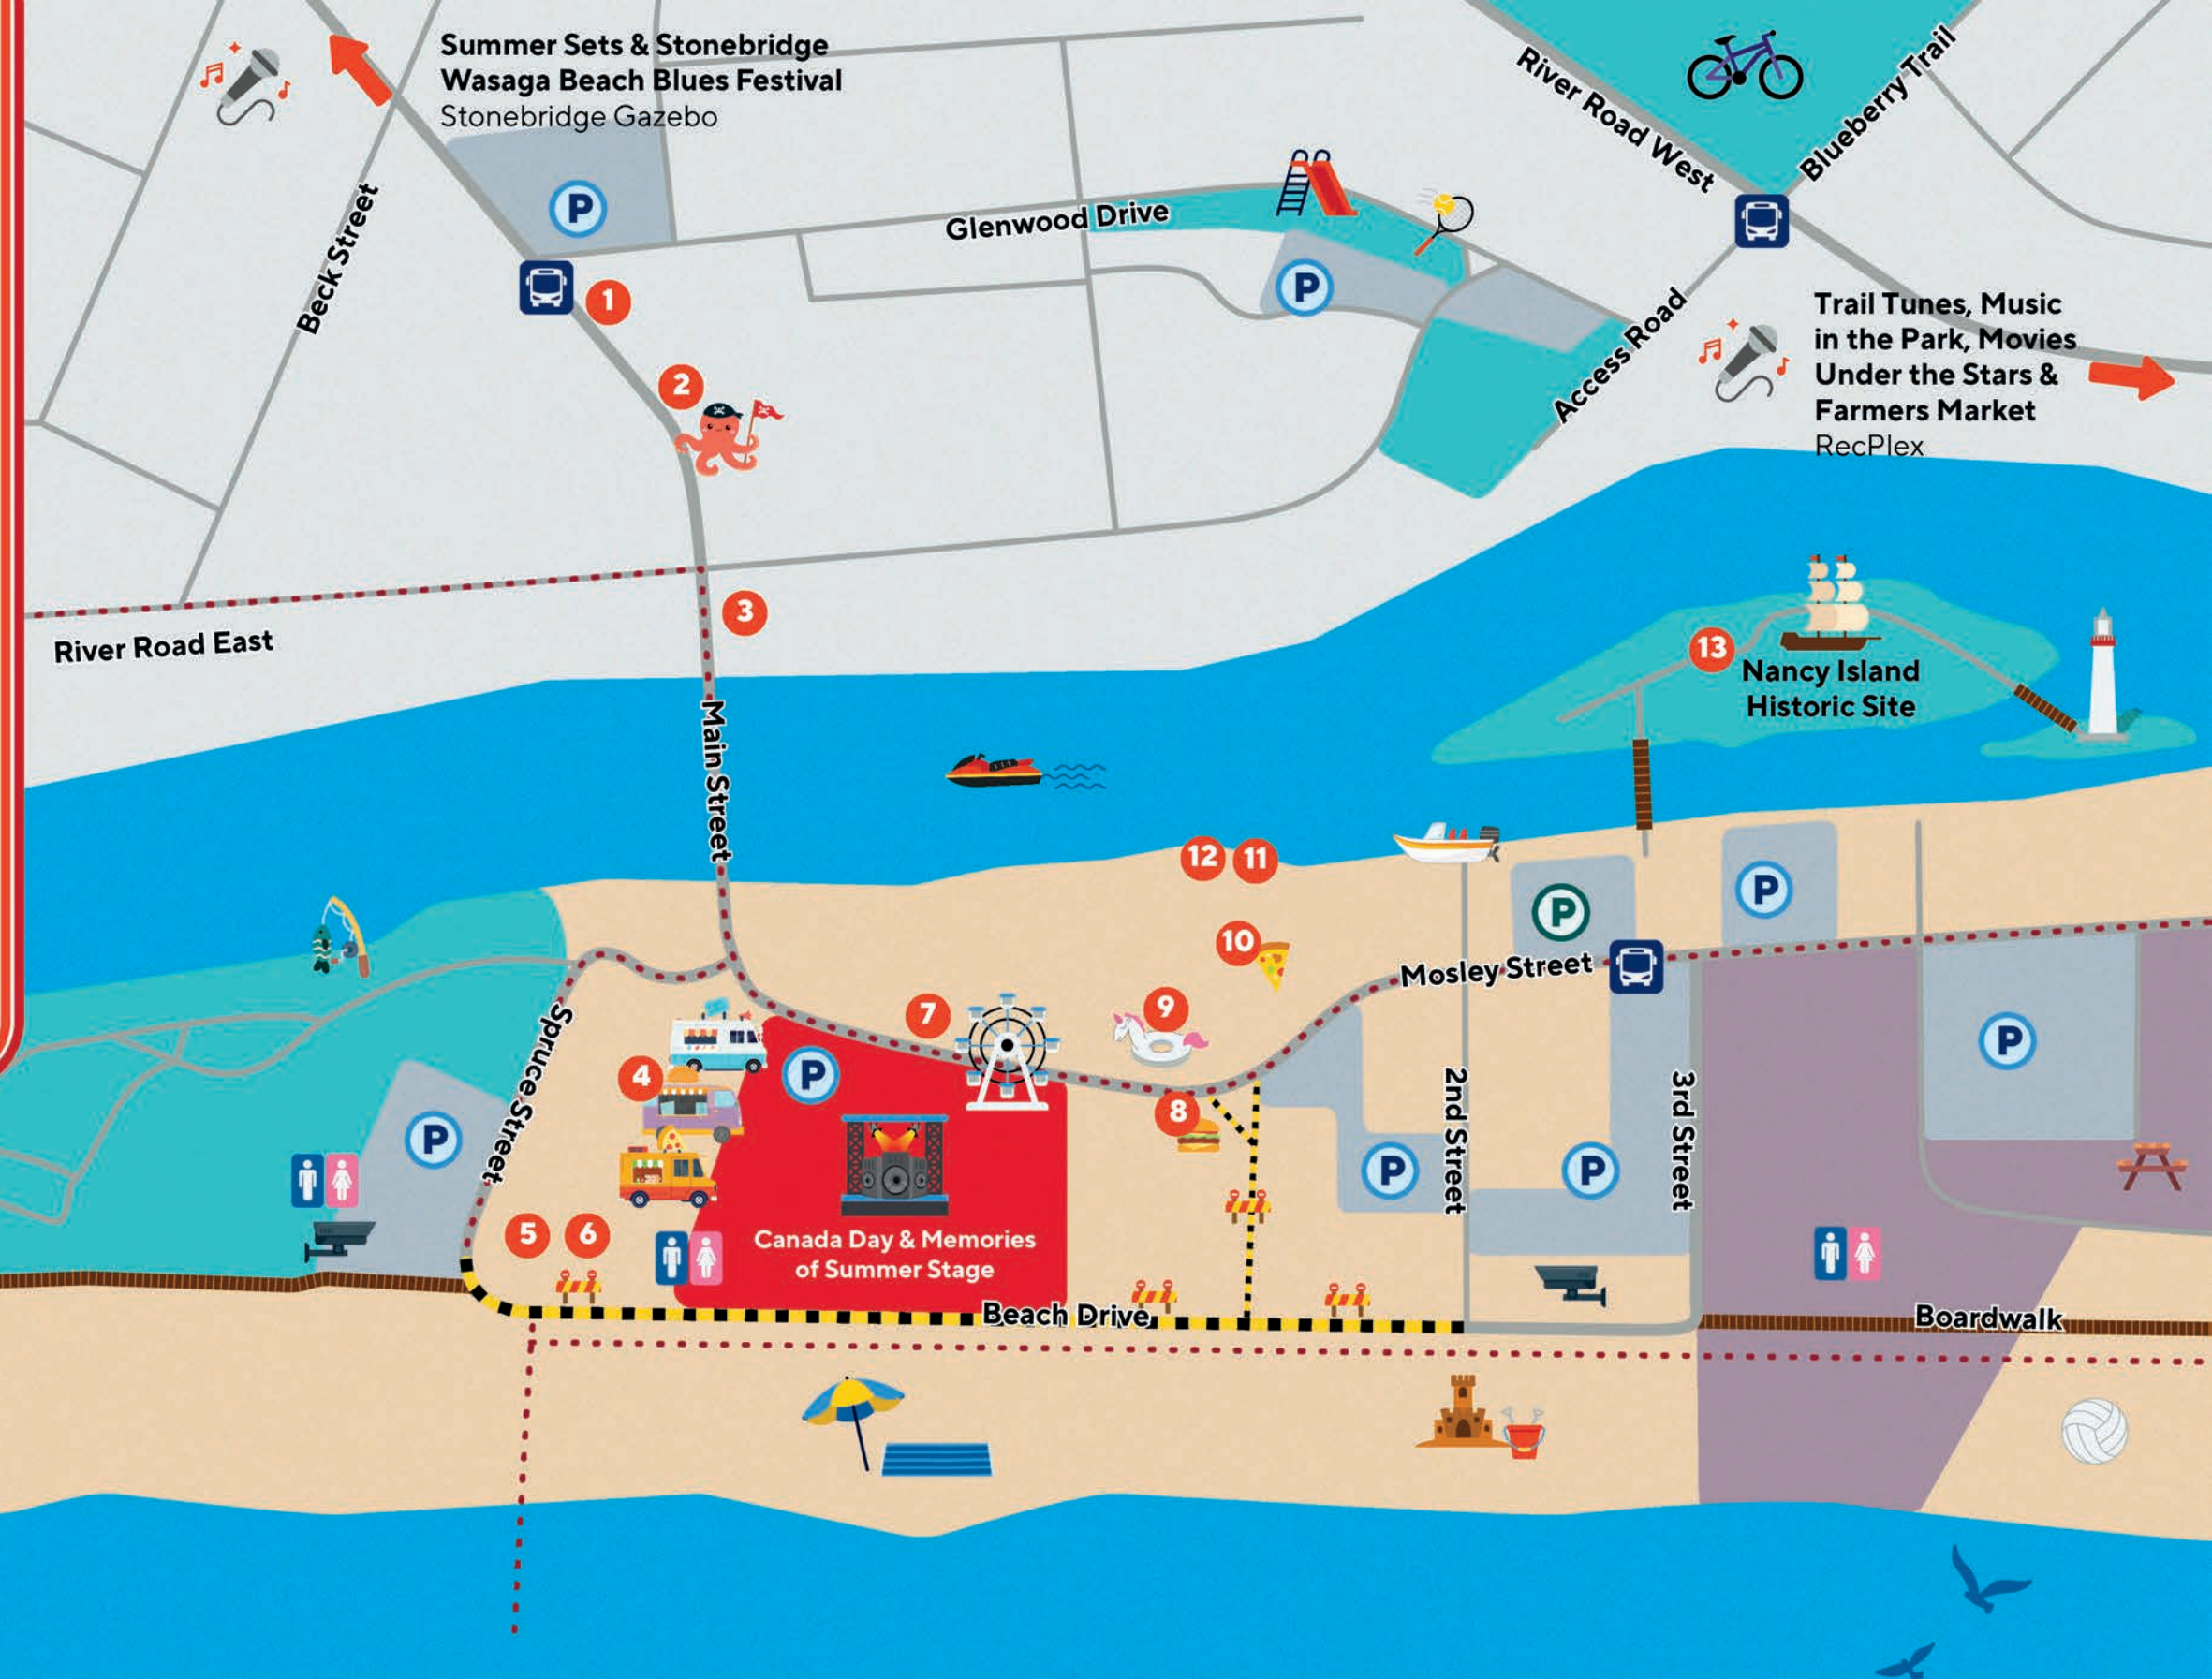 Summer Sets & Stonebridge
Wasaga Beach Blues Festival
Stonebridge Gazebo
River Road West
Blueberry Trail
P
Beck Street
Glenwood Drive
P
1
Trail Tunes, Music
in the Park, Movies
Under the Stars &
Farmers Market
RecPlex
Access Road
2
3
River Road East
13
Nancy Island
Historic Site
Main Street
12
11
10
P
P
Mosley Street
7
9
Spruce Street
4
P
8
2nd Street
3rd Street
P
P
P
P
5
6
Canada Day & Memories
of Summer Stage
Beach Drive
Boardwalk